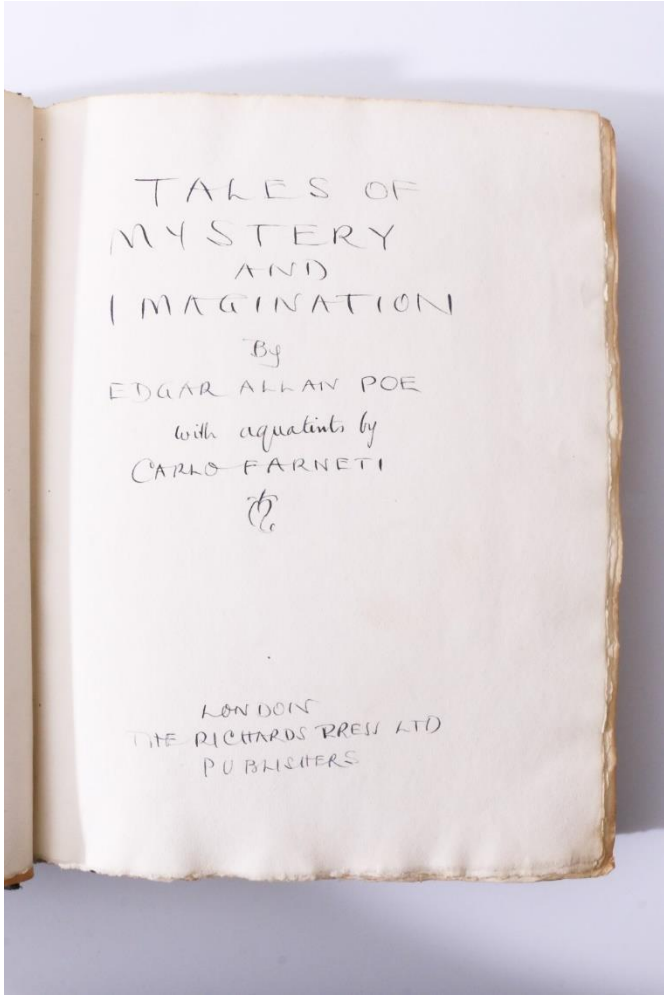 TALES OF
MYSTERY
AND
IMAGINATION
By
EDGAR ALLAN POE
with aquatints by
CARLO FARNETI
LONDON
THE RICHARDS PRESS LTD
PUBLISHERS